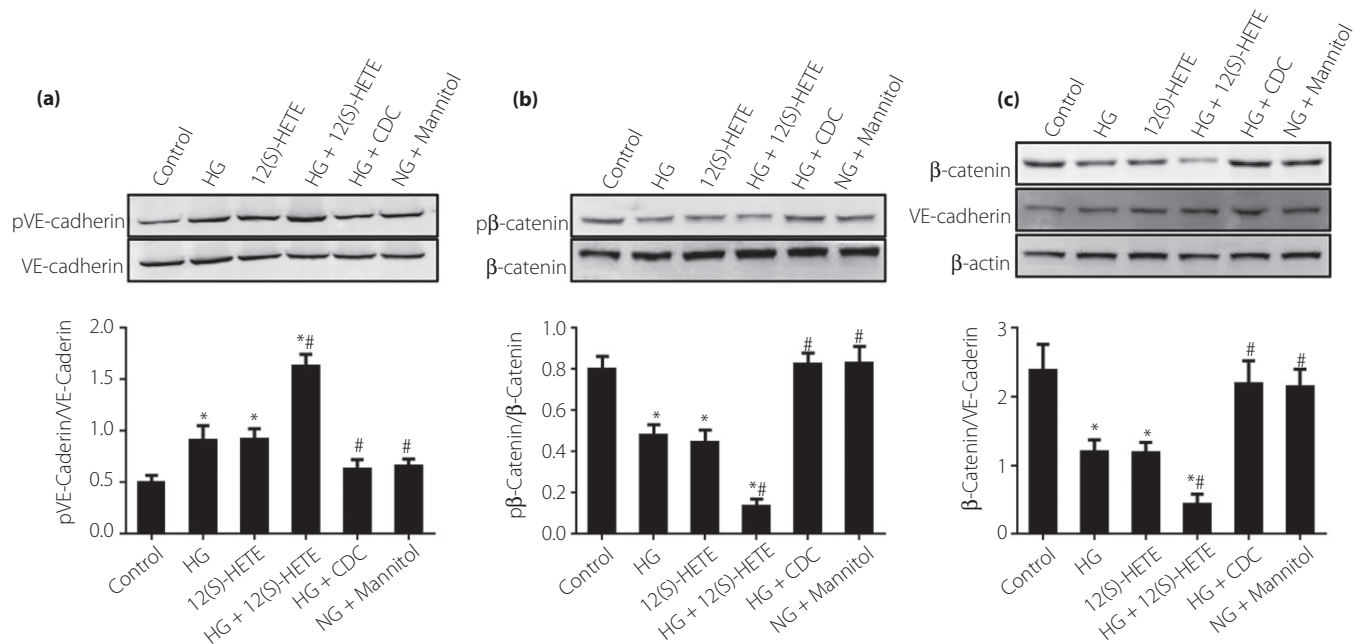 (a)
Control
HG
12(S)-HETE
HG + 12(S)-HETE
HG + CDC
NG + Mannitol
pVE-cadherin
VE-cadherin
pVE-Caderin/VE-Caderin
2.0
1.5
1.0
0.5
0.0
*
*
*#
#
#
Control
HG
12(S)-HETE
HG + 12(S)-HETE
HG + CDC
NG + Mannitol
(b)
Control
HG
12(S)-HETE
HG + 12(S)-HETE
HG + CDC
NG + Mannitol
pβ-catenin
β-catenin
pβ-Catenin/β-Catenin
1.0
0.8
0.6
0.4
0.2
0.0
*
*
*#
#
#
Control
HG
12(S)-HETE
HG + 12(S)-HETE
HG + CDC
NG + Mannitol
(c)
Control
HG
12(S)-HETE
HG + 12(S)-HETE
HG + CDC
NG + Mannitol
β-catenin
VE-cadherin
β-actin
β-Catenin/VE-Caderin
3
2
1
0
*
*
*#
#
#
Control
HG
12(S)-HETE
HG + 12(S)-HETE
HG + CDC
NG + Mannitol